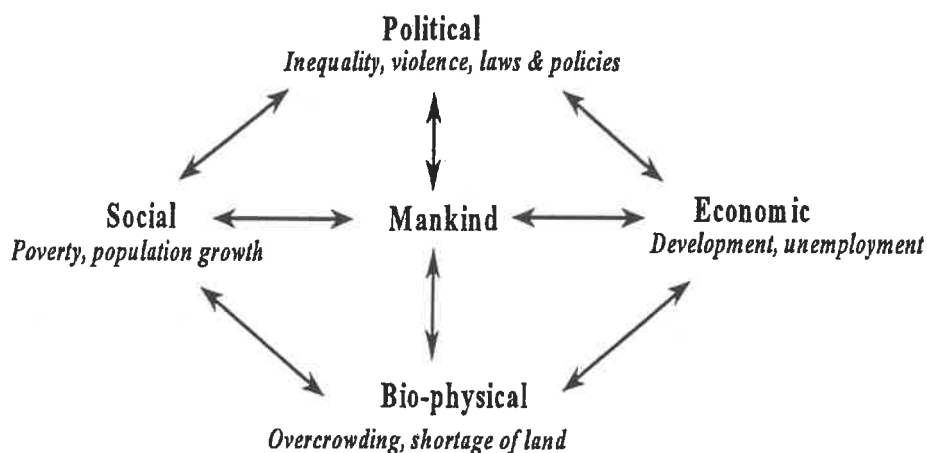 Political
Inequality, violence, laws & policies
Social
Poverty, population growth
Mankind
Economic
Development, unemployment
Bio-physical
Overcrowding, shortage of land